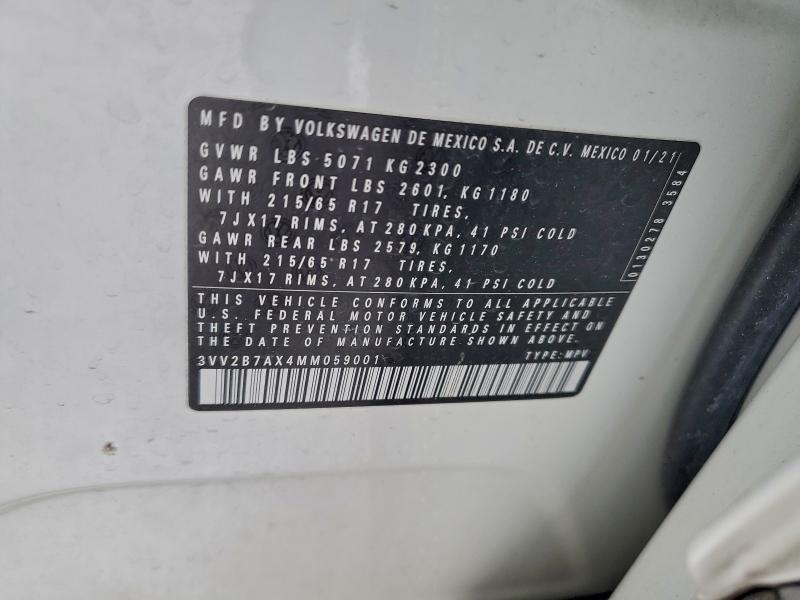 MFD BY VOLKSWAGEN DE MEXICO S.A. DE C.V. MEXICO 01/21
GVWR LBS 5071 KG 2300
GAWR FRONT LBS 2601, KG 1180
WITH 215/65 R17 TIRES,
7JX17 RIMS, AT 280 KPA, 41 PSI COLD
GAWR REAR LBS 2579, KG 1170
WITH 215/65 R17 TIRES,
7JX17 RIMS, AT 280 KPA, 41 PSI COLD
THIS VEHICLE CONFORMS TO ALL APPLICABLE
U.S. FEDERAL MOTOR VEHICLE SAFETY AND
THEFT PREVENTION STANDARDS IN EFFECT ON
THE DATE OF MANUFACTURE SHOWN ABOVE.
3VV2B7AX4MM059001 TYPE: MPV
0130278 3584